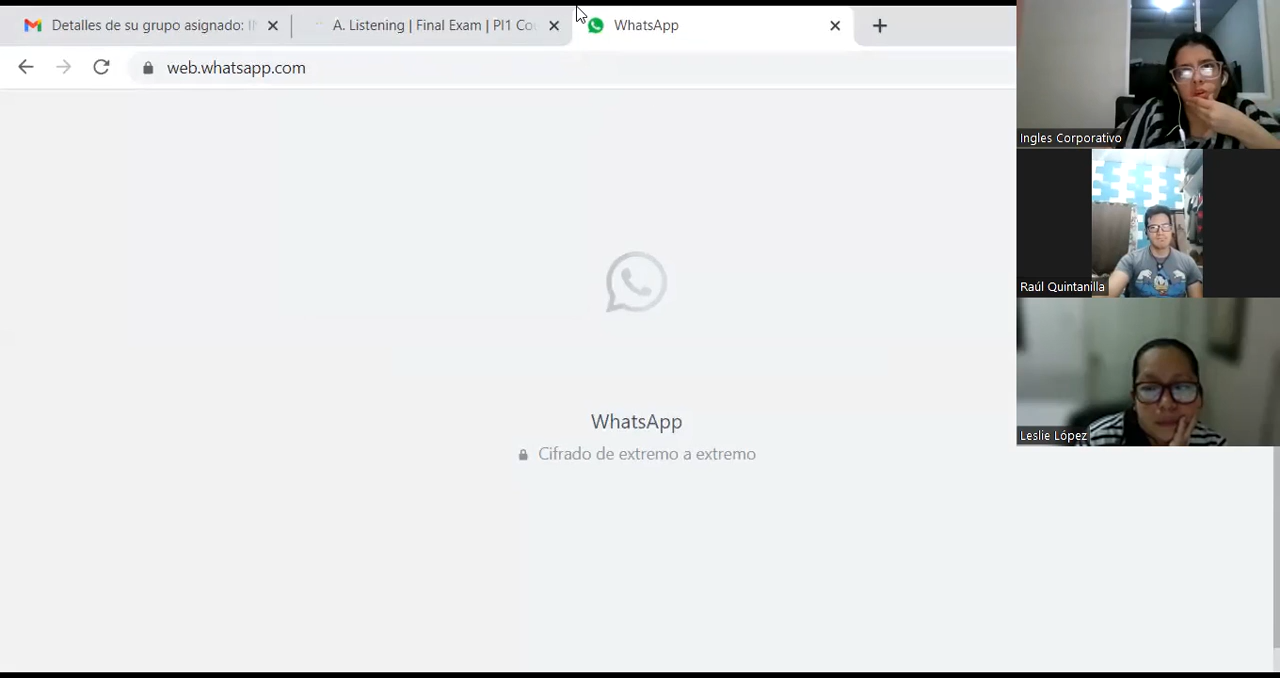 Detalles de su grupo asignado:
A. Listening | Final Exam | PI1 Co
WhatsApp
web.whatsapp.com
Ingles Corporativo
Raúl Quintanilla
WhatsApp
Cifrado de extremo a extremo
Leslie López